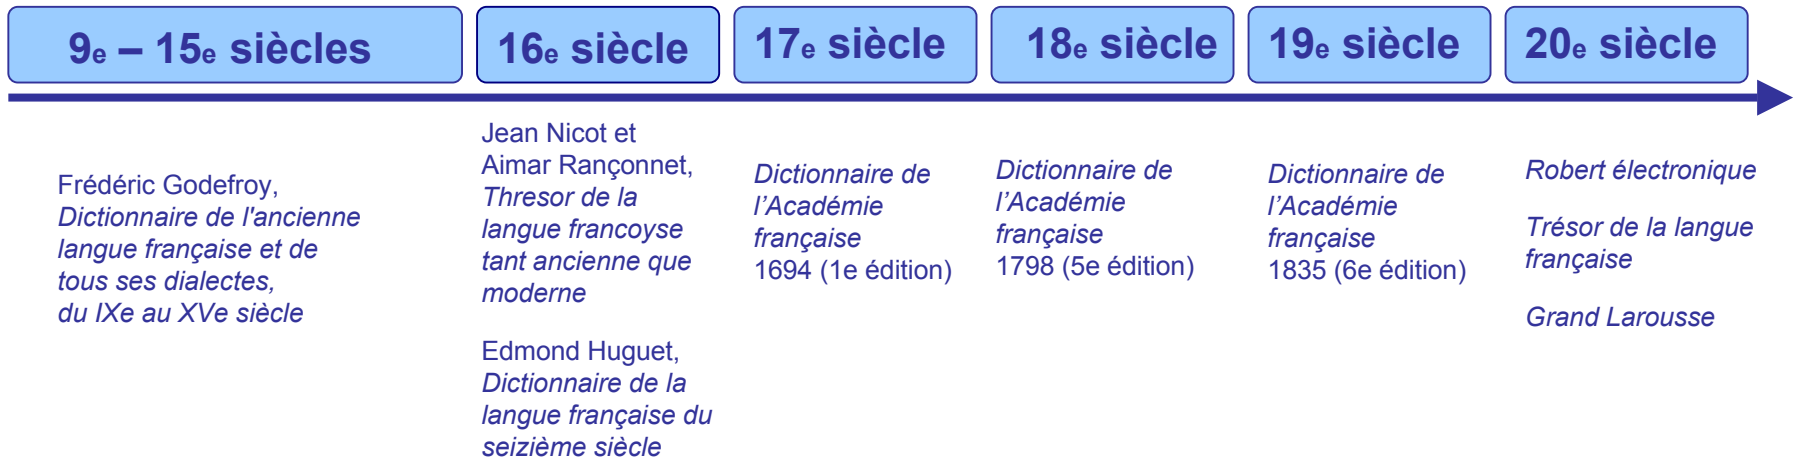 9e – 15e siècles
16e siècle
17e siècle
18e siècle
19e siècle
20e siècle
Frédéric Godefroy,
Dictionnaire de l'ancienne
langue française et de
tous ses dialectes,
du IXe au XVe siècle
Jean Nicot et
Aimar Rançonnet,
Thresor de la
langue francoyse
tant ancienne que
moderne
Edmond Huguet,
Dictionnaire de la
langue française du
seizième siècle
Dictionnaire de
l’Académie
française
1694 (1e édition)
Dictionnaire de
l’Académie
française
1798 (5e édition)
Dictionnaire de
l’Académie
française
1835 (6e édition)
Robert électronique
Trésor de la langue
française
Grand Larousse